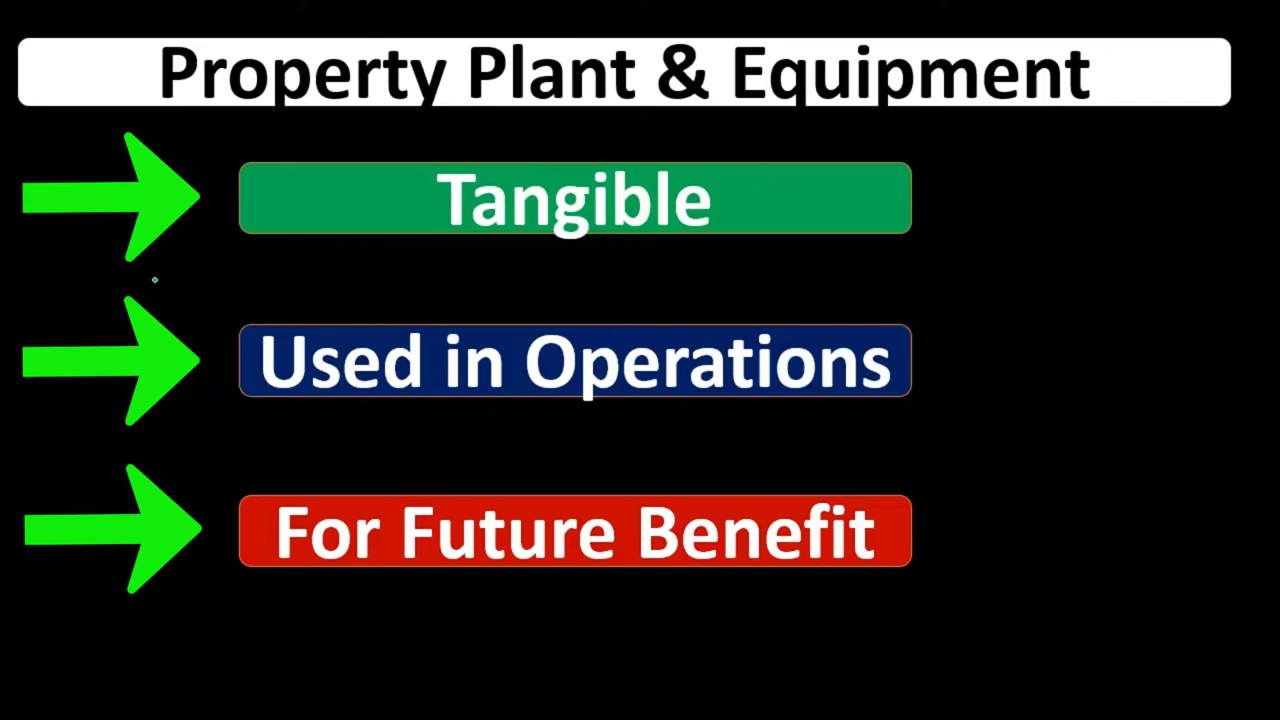 Property Plant & Equipment
Tangible
Used in Operations
For Future Benefit